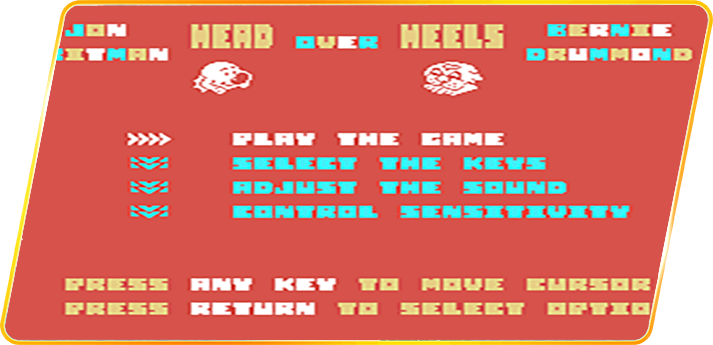 JON HEAD OVER HEELS BERNIE
RITMAN DRUMMOND
PLAY THE GAME
SELECT THE KEYS
ADJUST THE SOUND
CONTROL SENSITIVITY
PRESS ANY KEY TO MOVE CURSOR
PRESS RETURN TO SELECT OPTIO